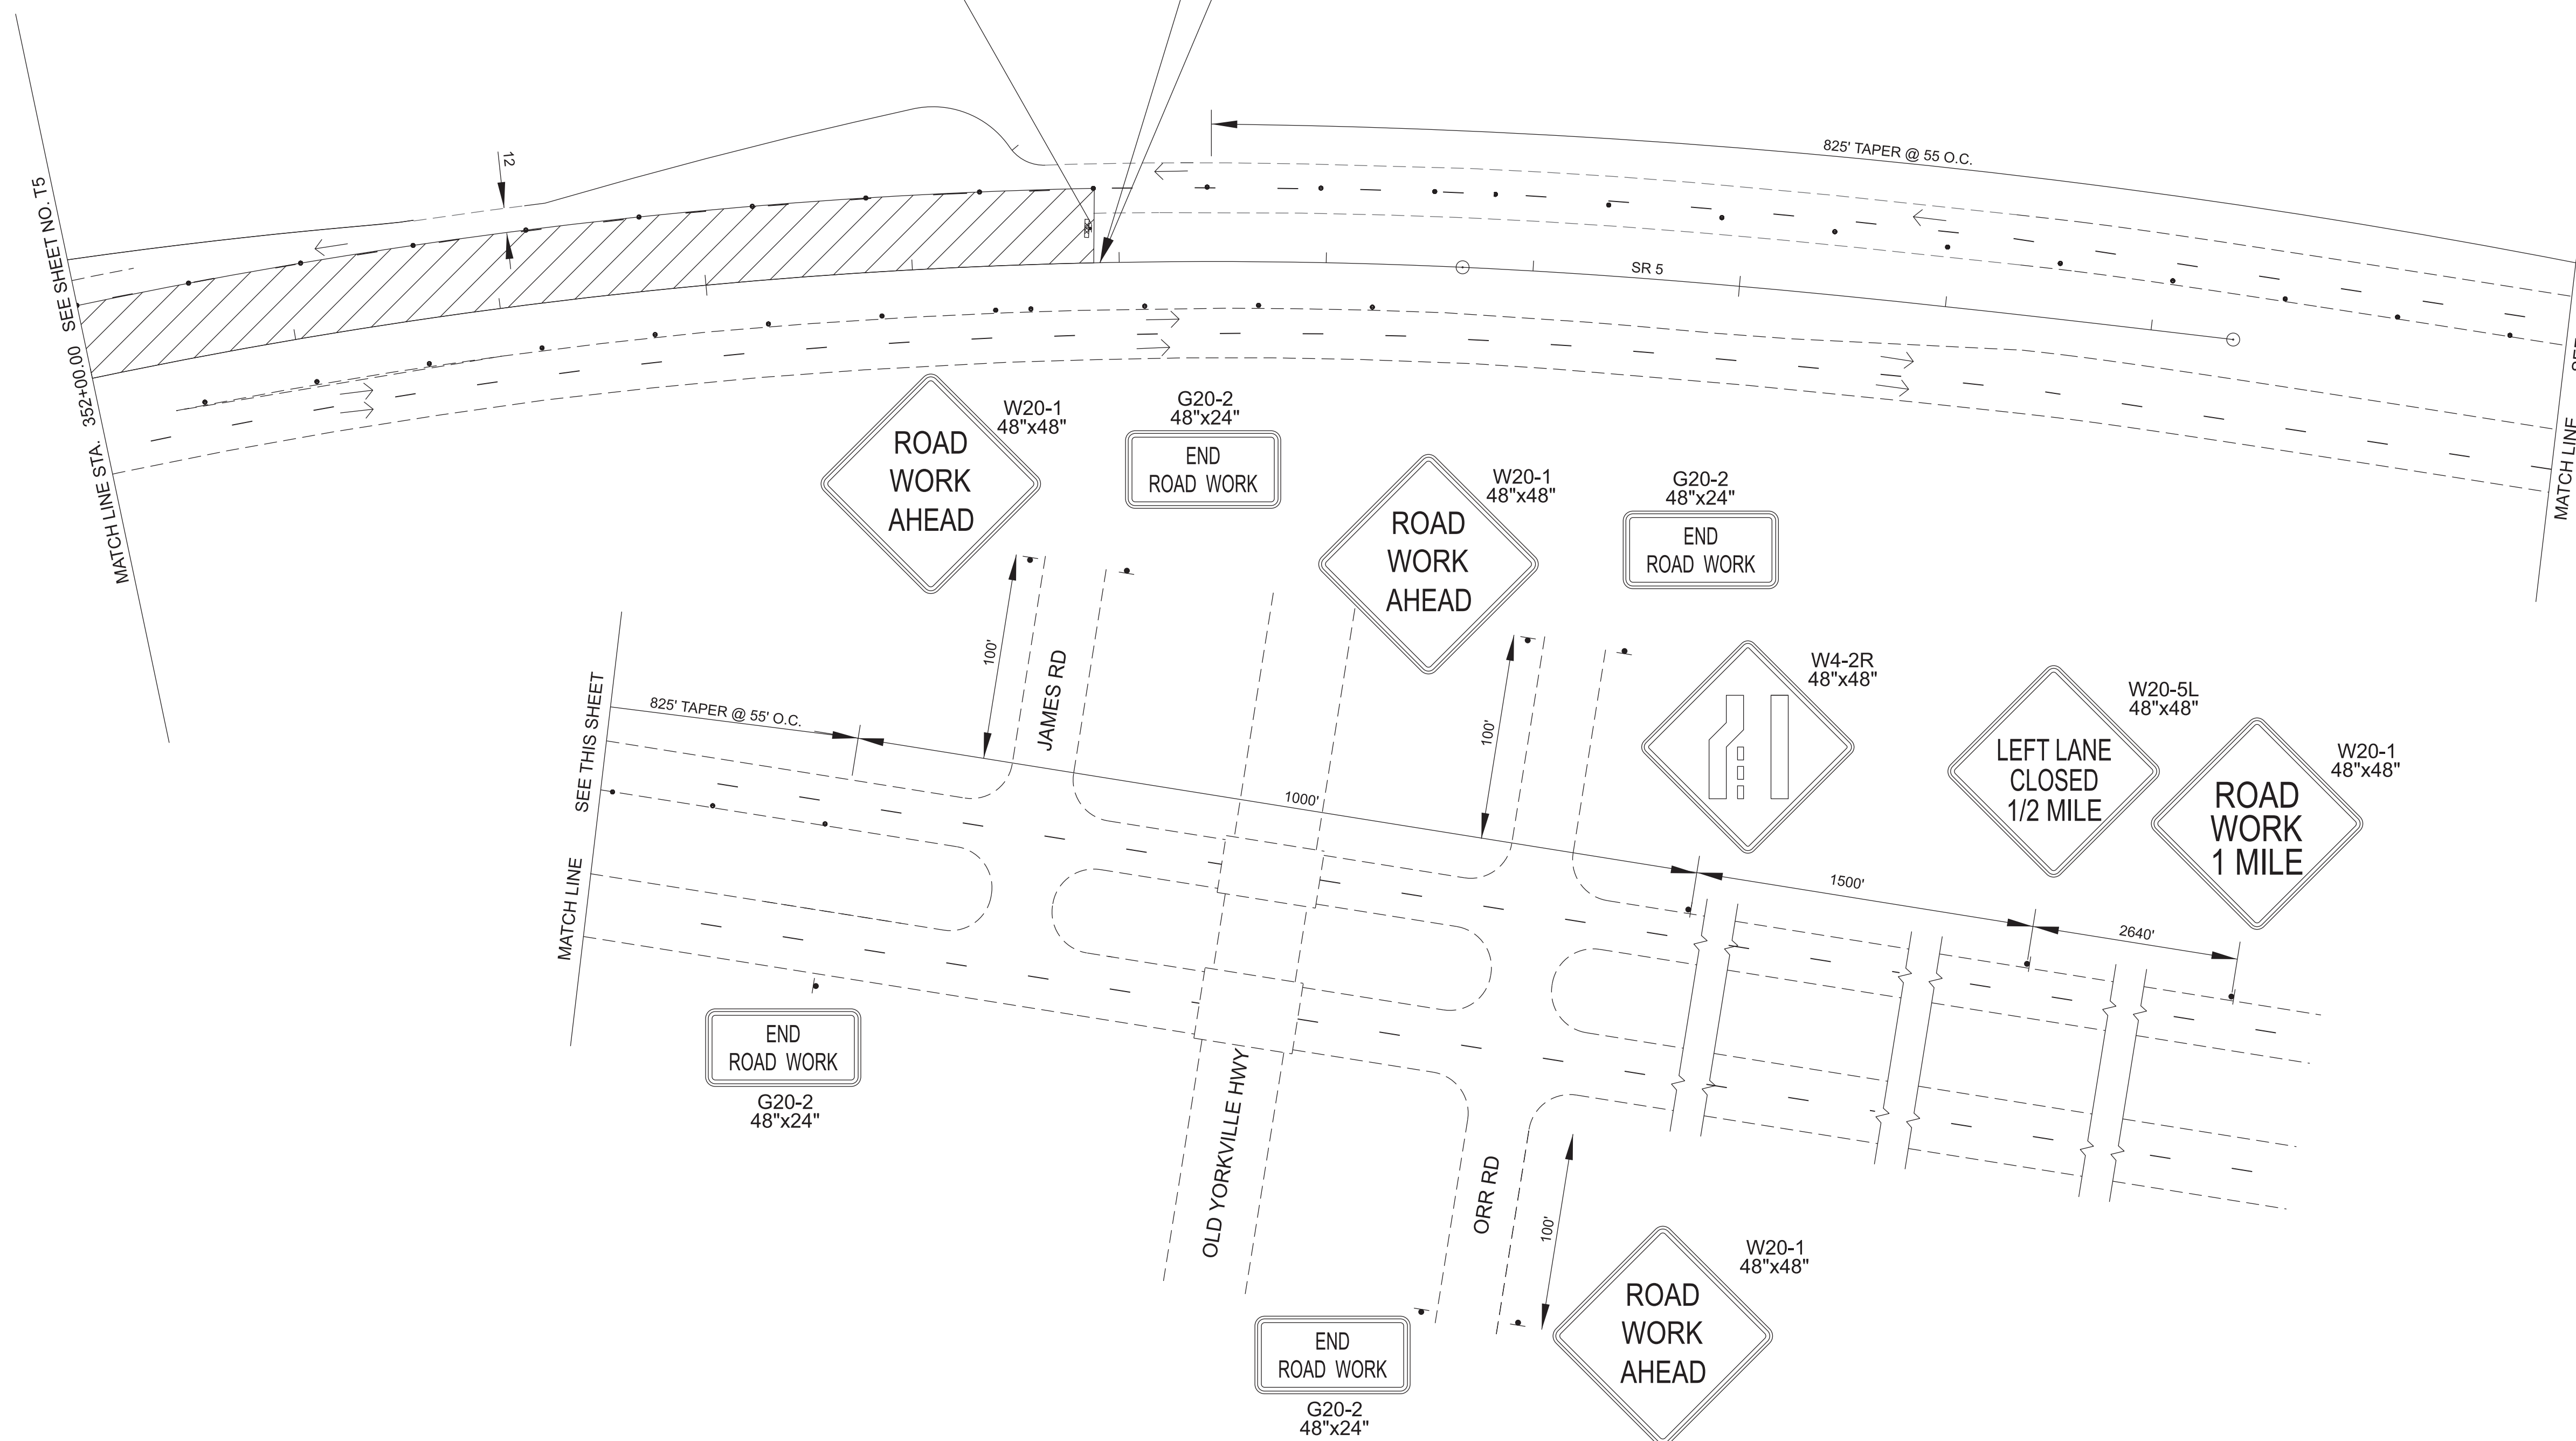 12
825' TAPER @ 55 O.C.
SEE SHEET NO. T5
MATCH LINE STA. 352+00.00
SR 5
MATCH LINE
W20-1
48"x48"
ROAD
WORK
AHEAD
G20-2
48"x24"
END
ROAD WORK
W20-1
48"x48"
ROAD
WORK
AHEAD
G20-2
48"x24"
END
ROAD WORK
100'
JAMES RD
100'
SEE THIS SHEET
MATCH LINE
825' TAPER @ 55' O.C.
1000'
W4-2R
48"x48"
W20-5L
48"x48"
LEFT LANE
CLOSED
1/2 MILE
W20-1
48"x48"
ROAD
WORK
1 MILE
1500'
2640'
END
ROAD WORK
G20-2
48"x24"
OLD YORKVILLE HWY
ORR RD
100'
W20-1
48"x48"
ROAD
WORK
AHEAD
END
ROAD WORK
G20-2
48"x24"